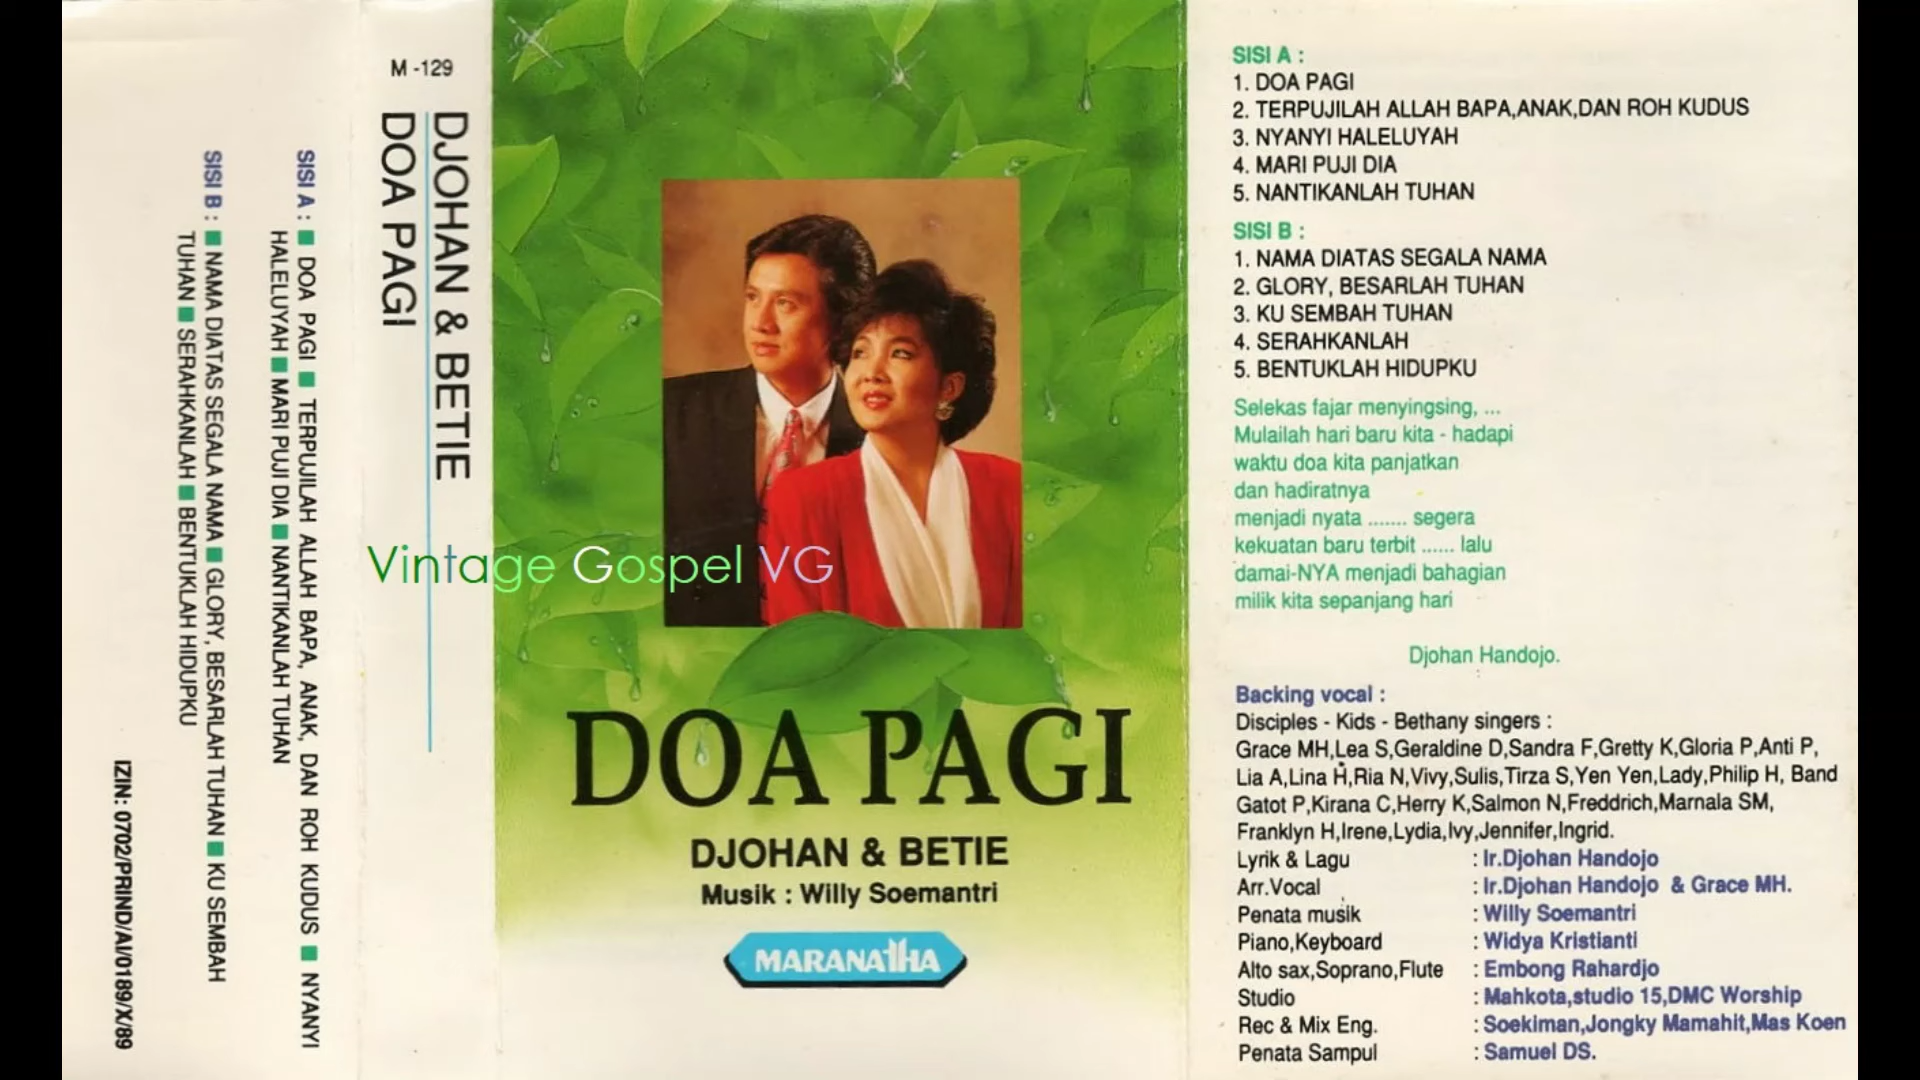 SISI A : ■ DOA PAGI ■ TERPUJILAH ALLAH BAPA, ANAK, DAN ROH KUDUS ■ NYANYI
HALELUYAH ■ MARI PUJI DIA ■ NANTIKANLAH TUHAN
SISI B : ■ NAMA DIATAS SEGALA NAMA ■ GLORY, BESARLAH TUHAN ■ KU SEMBAH
TUHAN ■ SERAHKANLAH ■ BENTUKLAH HIDUPKU
IZIN: 0702/PRIND/AI/0189/X/89
M -129
DJOHAN & BETIE
DOA PAGI
Vintage Gospel VG
DOA PAGI
DJOHAN & BETIE
Musik : Willy Soemantri
MARANATHA
SISI A :
1. DOA PAGI
2. TERPUJILAH ALLAH BAPA,ANAK,DAN ROH KUDUS
3. NYANYI HALELUYAH
4. MARI PUJI DIA
5. NANTIKANLAH TUHAN
SISI B :
1. NAMA DIATAS SEGALA NAMA
2. GLORY, BESARLAH TUHAN
3. KU SEMBAH TUHAN
4. SERAHKANLAH
5. BENTUKLAH HIDUPKU
Selekas fajar menyingsing, ...
Mulailah hari baru kita - hadapi
waktu doa kita panjatkan
dan hadiratnya
menjadi nyata ....... segera
kekuatan baru terbit ...... lalu
damai-NYA menjadi bahagian
milik kita sepanjang hari
Djohan Handojo.
Backing vocal :
Disciples - Kids - Bethany singers :
Grace MH,Lea S,Geraldine D,Sandra F,Gretty K,Gloria P,Anti P,
Lia A,Lina H,Ria N,Vivy,Sulis,Tirza S,Yen Yen,Lady,Philip H, Band
Gatot P,Kirana C,Herry K,Salmon N,Freddrich,Marnala SM,
Franklyn H,Irene,Lydia,Ivy,Jennifer,Ingrid.
Lyrik & Lagu : Ir.Djohan Handojo
Arr.Vocal : Ir.Djohan Handojo & Grace MH.
Penata musik : Willy Soemantri
Piano,Keyboard : Widya Kristianti
Alto sax,Soprano,Flute : Embong Rahardjo
Studio : Mahkota,studio 15,DMC Worship
Rec & Mix Eng. : Soekiman,Jongky Mamahit,Mas Koen
Penata Sampul : Samuel DS.